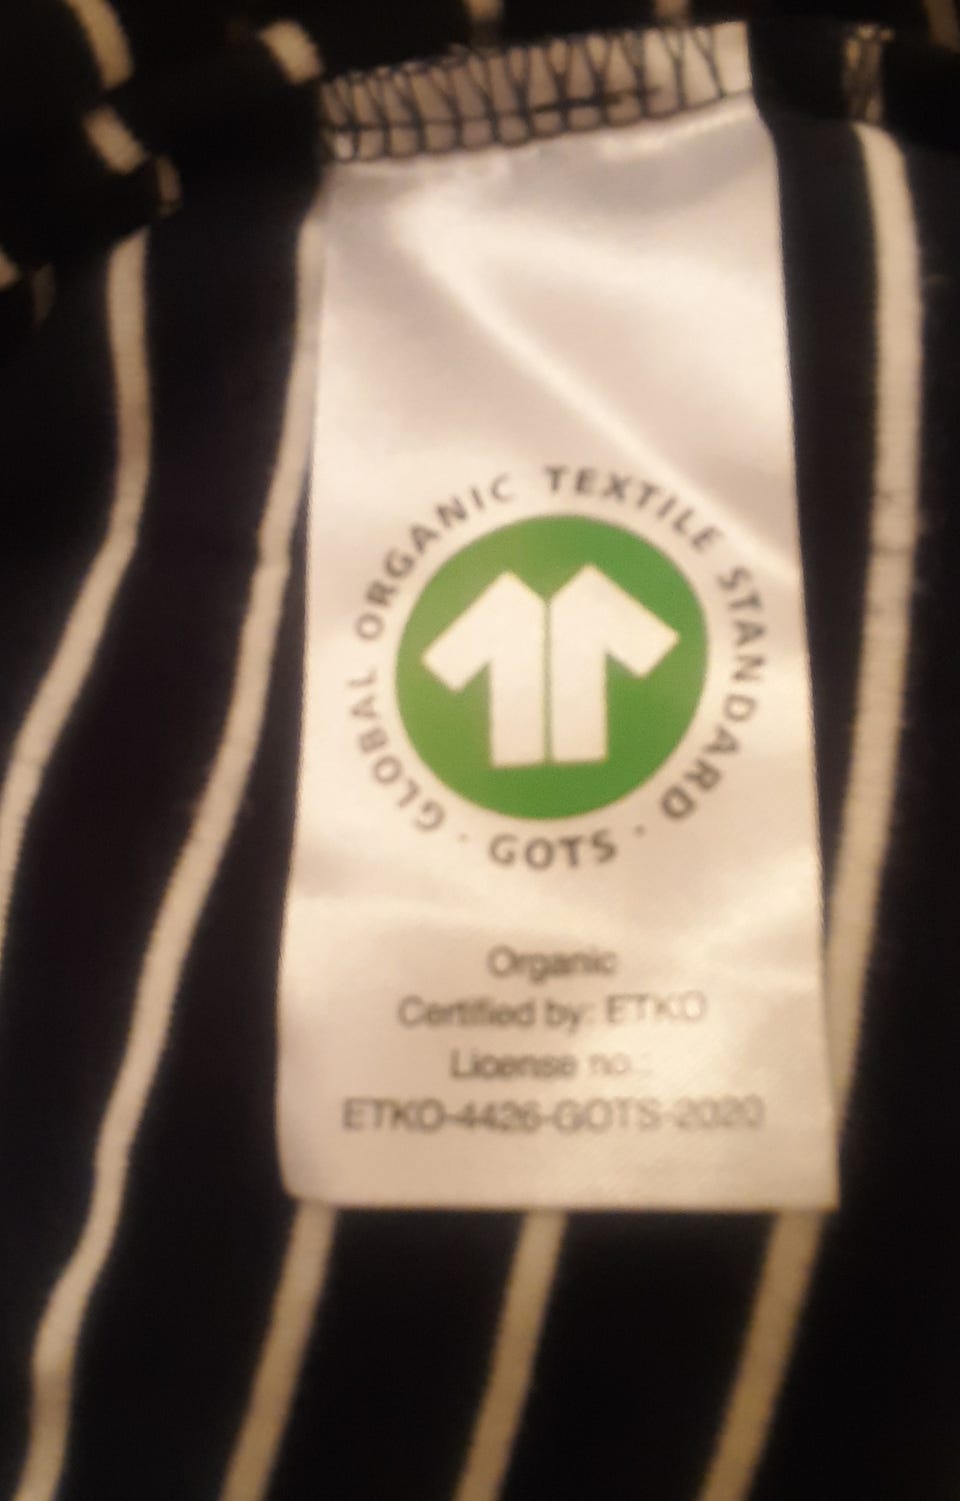 GLOBAL ORGANIC TEXTILE STANDARD
· GOTS ·
Organic
Certified by: ETKO
License no.:
ETKO-4426-GOTS-2020